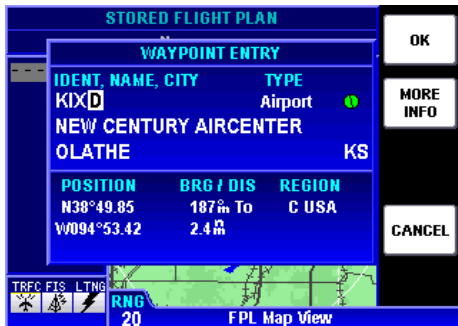 STORED FLIGHT PLAN
WAYPOINT ENTRY
IDENT, NAME, CITY TYPE
KIXD Airport
NEW CENTURY AIRCENTER
OLATHE KS
POSITION BRG / DIS REGION
N38°49.85 187°m To C USA
W094°53.42 2.4nm
OK
MORE
INFO
CANCEL
TRFC FIS LTNG
RNG
20 FPL Map View